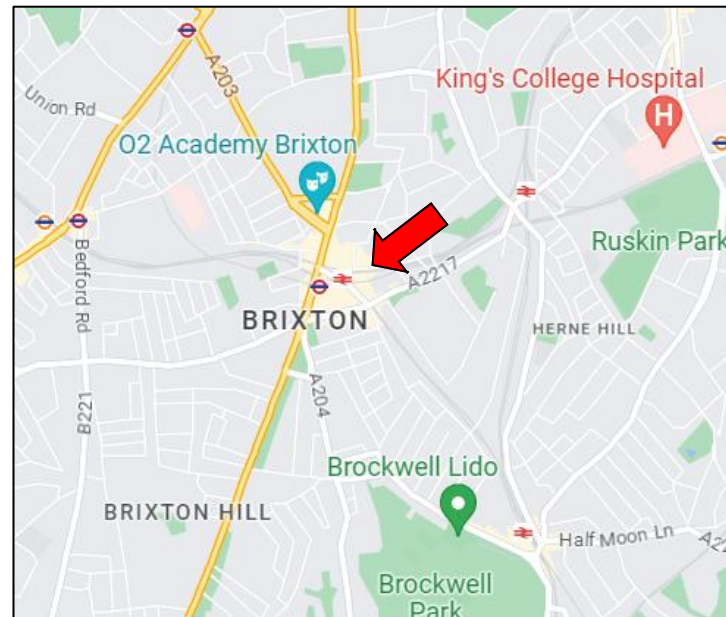 A203
King's College Hospital
H
Union Rd
O2 Academy Brixton
Bedford Rd
Ruskin Park
A2217
BRIXTON
HERNE HILL
A204
B221
Brockwell Lido
BRIXTON HILL
Half Moon Ln
Brockwell
Park